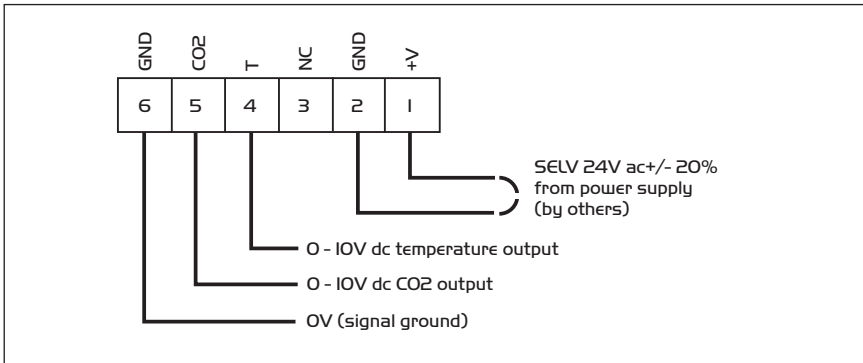 GND CO2 T NC GND +V
6 5 4 3 2 1
SELV 24V ac+/- 20%
from power supply
(by others)
0 - 10V dc temperature output
0 - 10V dc CO2 output
0V (signal ground)